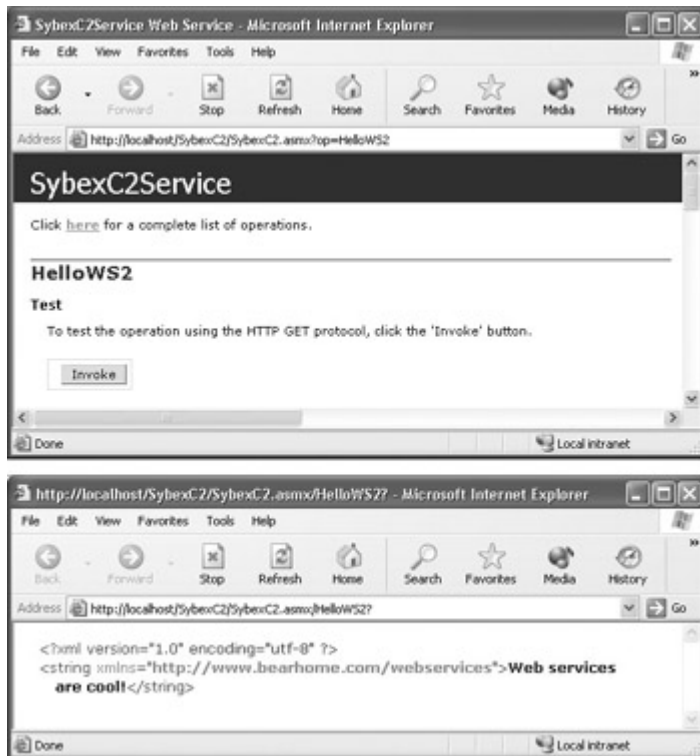 SybexC2Service Web Service - Microsoft Internet Explorer
File Edit View Favorites Tools Help
Back Forward Stop Refresh Home Search Favorites Media History
Address http://localhost/SybexC2/SybexC2.asmx?op=HelloWS2 Go
SybexC2Service
Click here for a complete list of operations.
HelloWS2
Test
To test the operation using the HTTP GET protocol, click the 'Invoke' button.
Invoke
Done Local intranet
http://localhost/SybexC2/SybexC2.asmx/HelloWS2? - Microsoft Internet Explorer
File Edit View Favorites Tools Help
Back Forward Stop Refresh Home Search Favorites Media History
Address http://localhost/SybexC2/SybexC2.asmx/HelloWS2? Go
<?xml version="1.0" encoding="utf-8" ?>
<string xmlns="http://www.bearhome.com/webservices">Web services
are cool!</string>
Done Local intranet